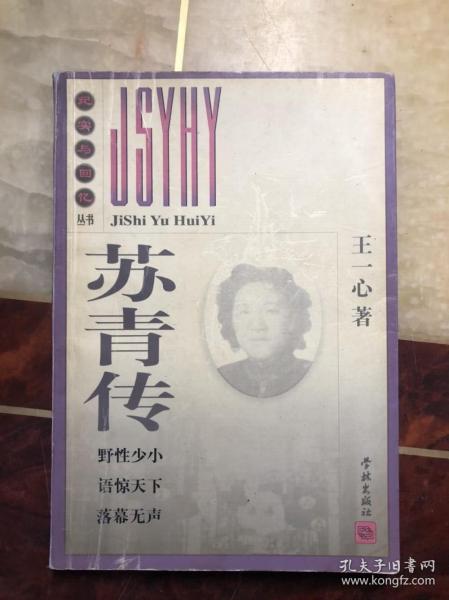 纪实与回忆
丛书
JSYHY
JiShi Yu HuiYi
苏青传
王一心著
野性少小
语惊天下
落幕无声
学林出版社
孔夫子旧书网
www.kongfz.com